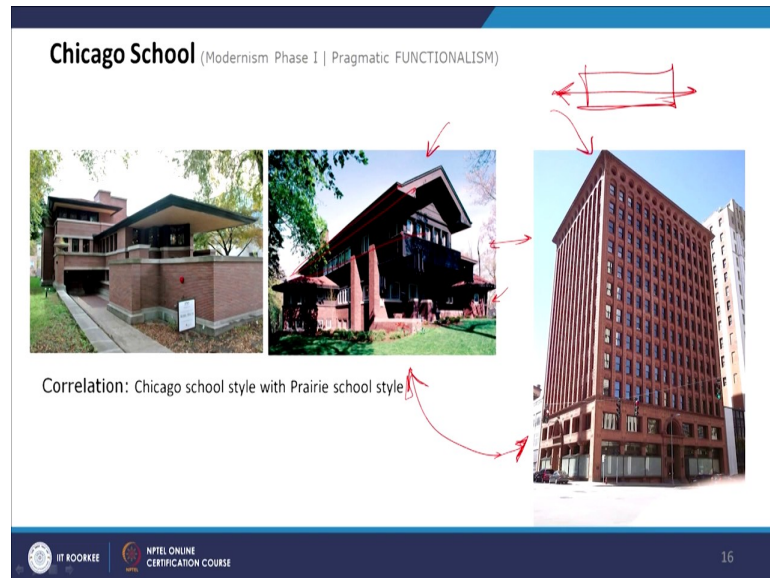 Chicago School (Modernism Phase I | Pragmatic FUNCTIONALISM)
Correlation: Chicago school style with Prairie school style
IIT ROORKEE
NPTEL ONLINE
CERTIFICATION COURSE
16